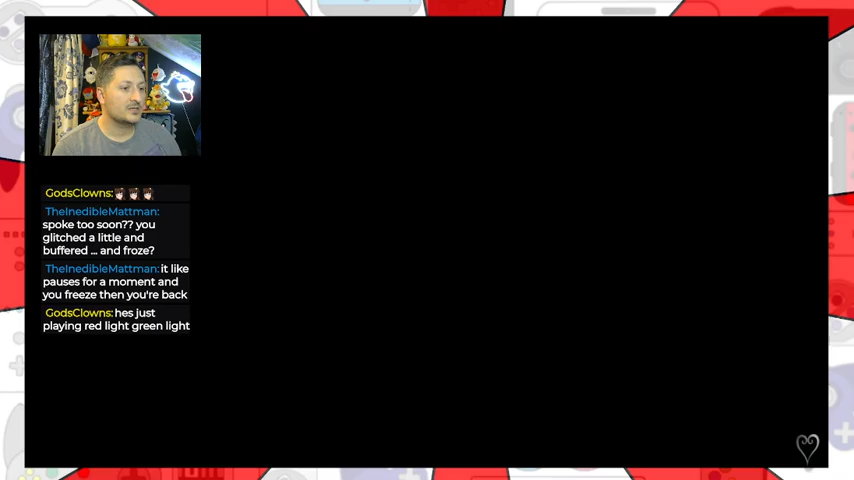 GodsClowns:
TheInedibleMattman:
spoke too soon?? you
glitched a little and
buffered ... and froze?
TheInedibleMattman: it like
pauses for a moment and
you freeze then you're back
GodsClowns: hes just
playing red light green light